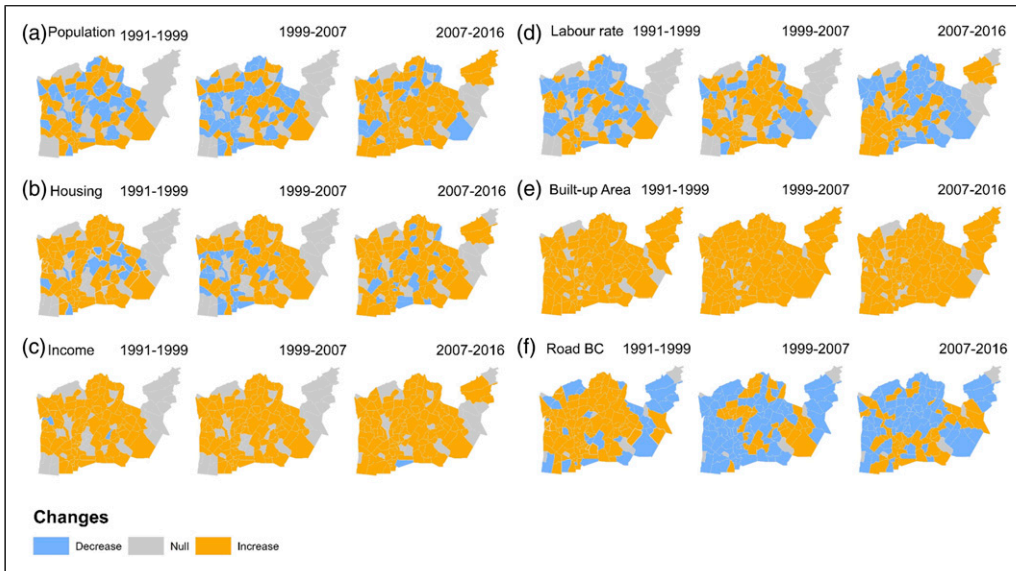 (a) Population 1991-1999 1999-2007 2007-2016
(d) Labour rate 1991-1999 1999-2007 2007-2016
(b) Housing 1991-1999 1999-2007 2007-2016
(e) Built-up Area 1991-1999 1999-2007 2007-2016
(c) Income 1991-1999 1999-2007 2007-2016
(f) Road BC 1991-1999 1999-2007 2007-2016
Changes
Decrease Null Increase